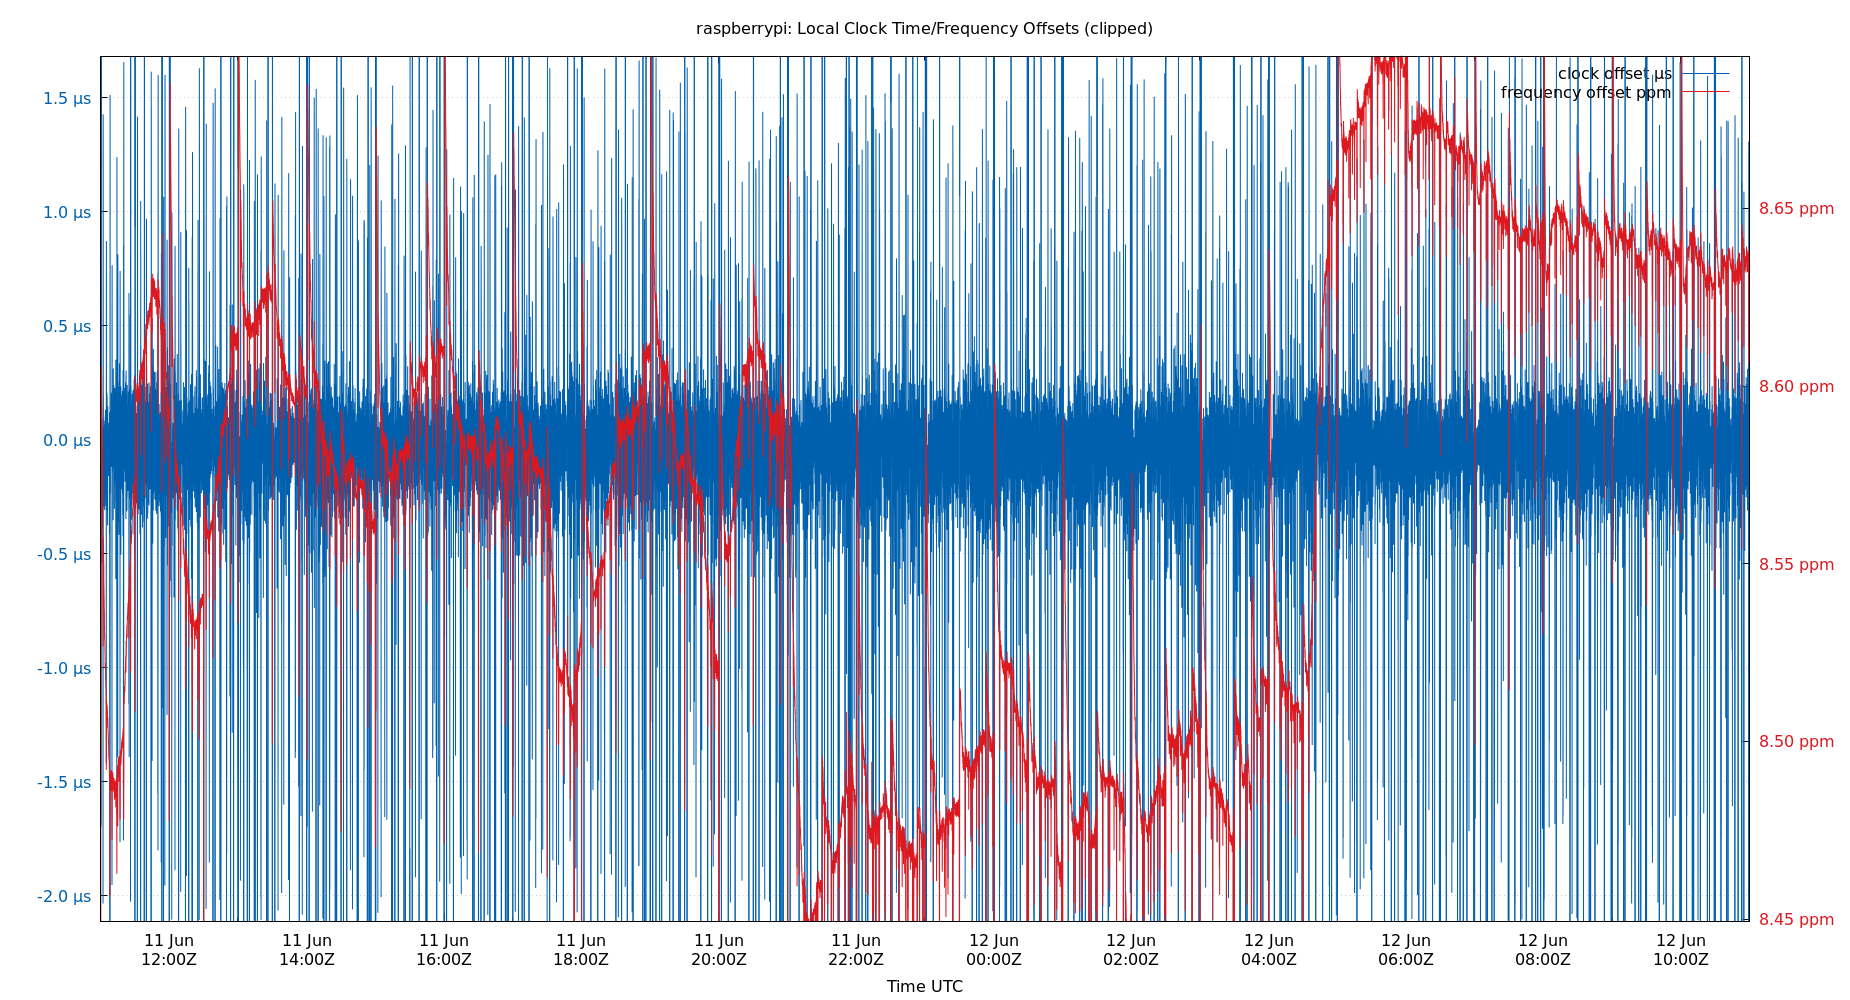 raspberrypi: Local Clock Time/Frequency Offsets (clipped)
clock offset µs
frequency offset ppm
1.5 µs
1.0 µs
0.5 µs
0.0 µs
-0.5 µs
-1.0 µs
-1.5 µs
-2.0 µs
8.65 ppm
8.60 ppm
8.55 ppm
8.50 ppm
8.45 ppm
11 Jun 11 Jun 11 Jun 11 Jun 11 Jun 11 Jun 12 Jun 12 Jun 12 Jun 12 Jun 12 Jun 12 Jun
12:00Z 14:00Z 16:00Z 18:00Z 20:00Z 22:00Z 00:00Z 02:00Z 04:00Z 06:00Z 08:00Z 10:00Z
Time UTC